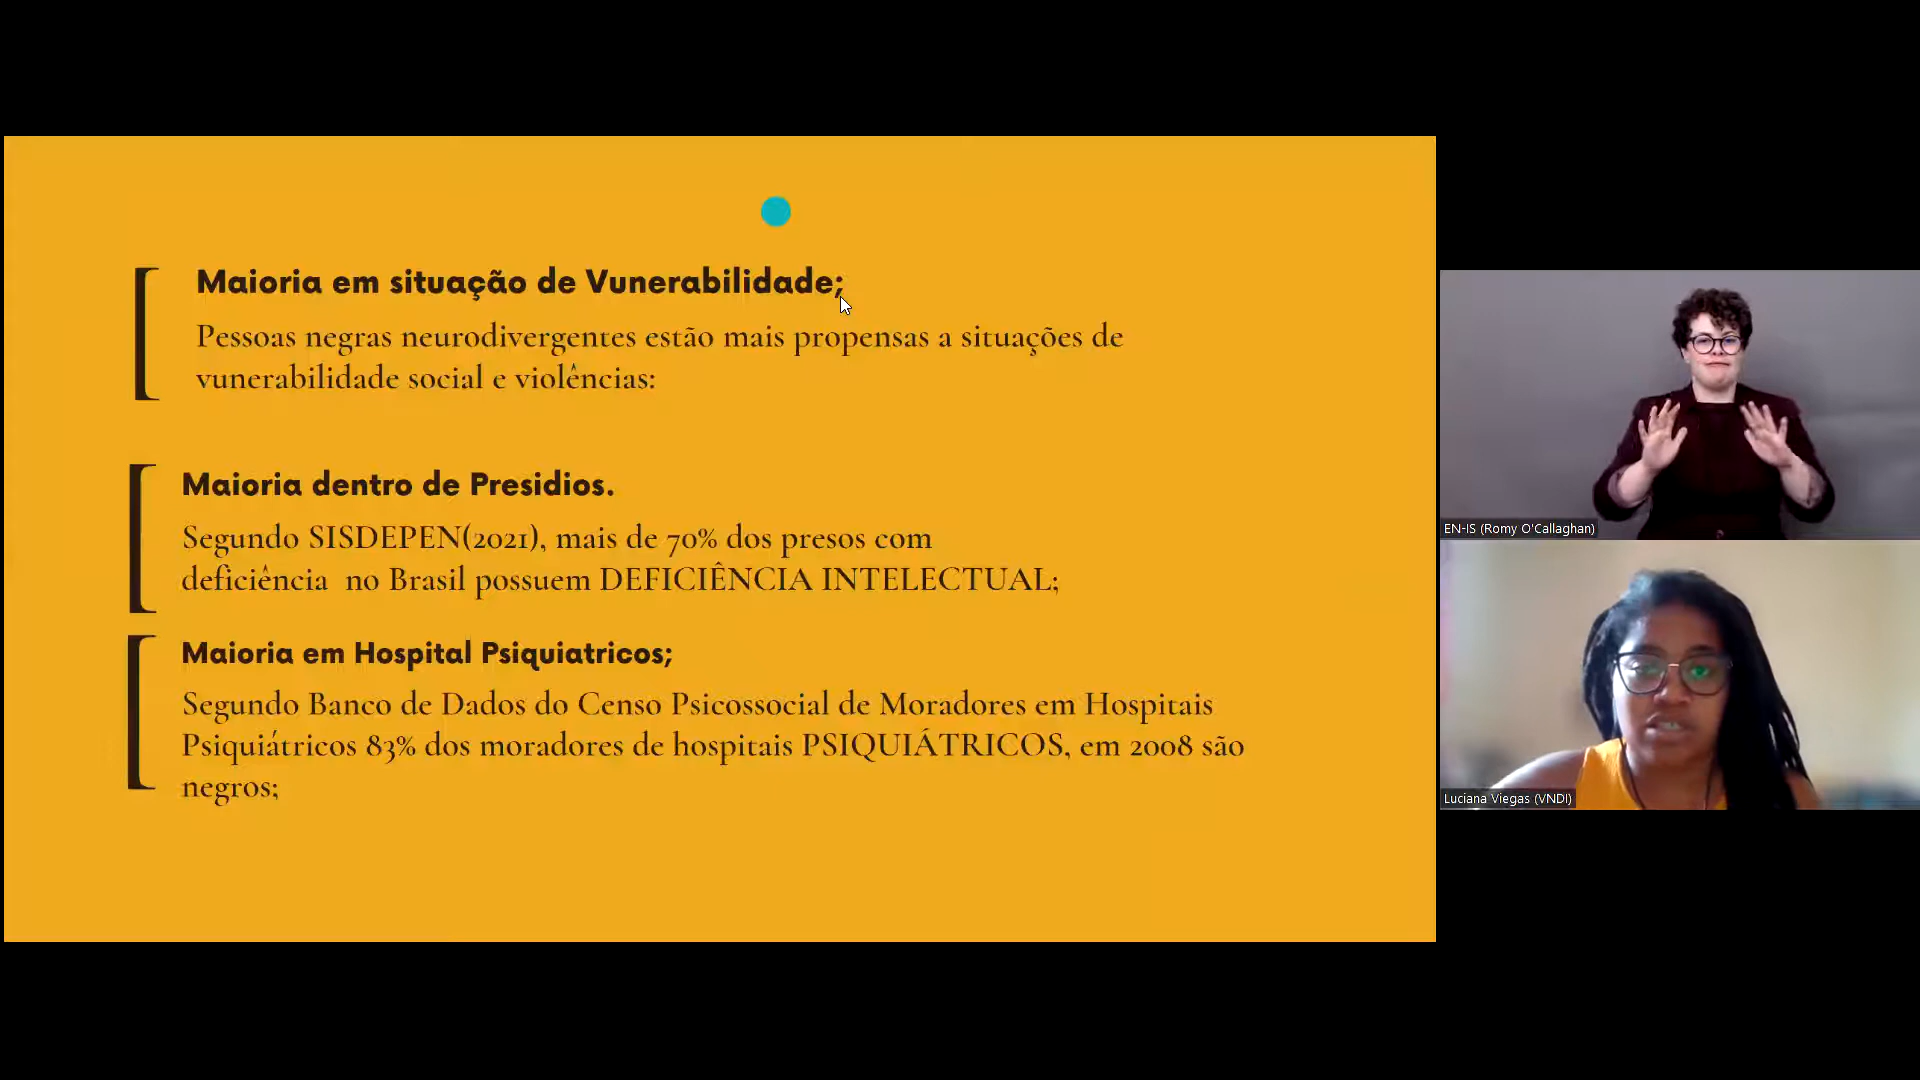 Maioria em situação de Vunerabilidade;
Pessoas negras neurodivergentes estão mais propensas a situações de
vunerabilidade social e violências:
Maioria dentro de Presidios.
Segundo SISDEPEN(2021), mais de 70% dos presos com
deficiência no Brasil possuem DEFICIÊNCIA INTELECTUAL;
Maioria em Hospital Psiquiatricos;
Segundo Banco de Dados do Censo Psicossocial de Moradores em Hospitais
Psiquiátricos 83% dos moradores de hospitais PSIQUIÁTRICOS, em 2008 são
negros;
EN-IS (Romy O'Callaghan)
Luciana Viegas (VNDI)